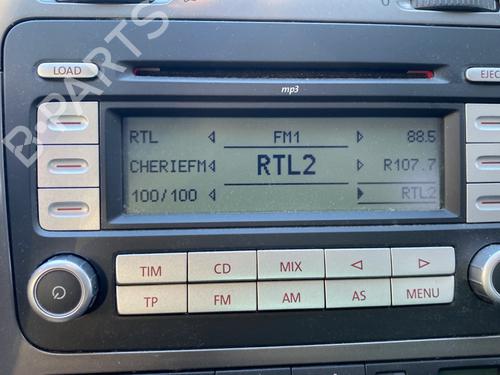 B-PARTS
0
LOAD
EJEC
mp3
RTL FM1 88.5
CHERIEFM RTL2 R107.7
100/100 RTL2
TIM CD MIX
TP FM AM AS MENU